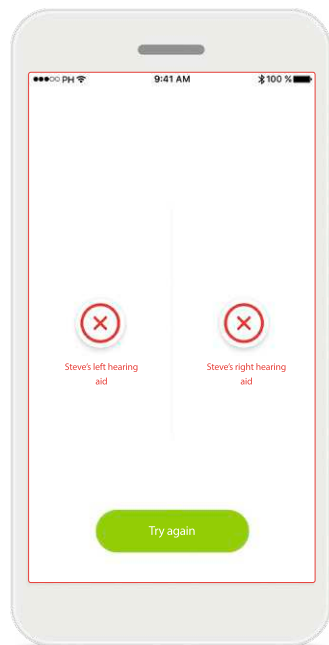 ●●●○○ PH 9:41 AM 100 %
Steve's left hearing
aid
Steve's right hearing
aid
Try again